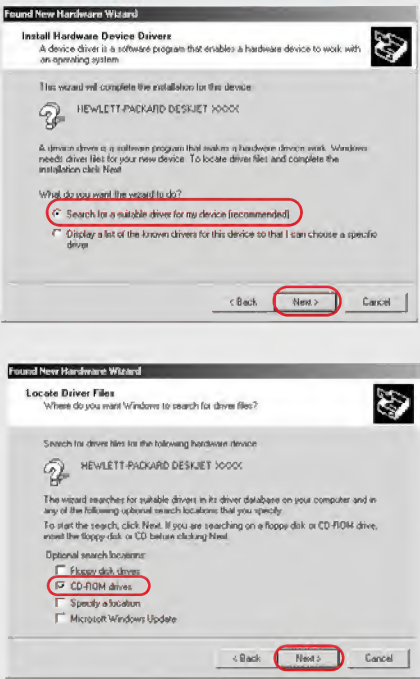 Found New Hardware Wizard
Install Hardware Device Drivers
A device driver is a software program that enables a hardware device to work with
an operating system.
This wizard will complete the installation for this device:
HEWLETT-PACKARD DESKJET XXXX
A device driver is a software program that makes a hardware device work. Windows
needs driver files for your new device. To locate driver files and complete the
installation click Next.
What do you want the wizard to do?
Search for a suitable driver for my device (recommended)
Display a list of the known drivers for this device so that I can choose a specific
driver
< Back
Next >
Cancel
Found New Hardware Wizard
Locate Driver Files
Where do you want Windows to search for driver files?
Search for driver files for the following hardware device:
HEWLETT-PACKARD DESKJET XXXX
The wizard searches for suitable drivers in its driver database on your computer and in
any of the following optional search locations that you specify.
To start the search, click Next. If you are searching on a floppy disk or CD-ROM drive,
insert the floppy disk or CD before clicking Next.
Optional search locations:
Floppy disk drives
CD-ROM drives
Specify a location
Microsoft Windows Update
< Back
Next >
Cancel